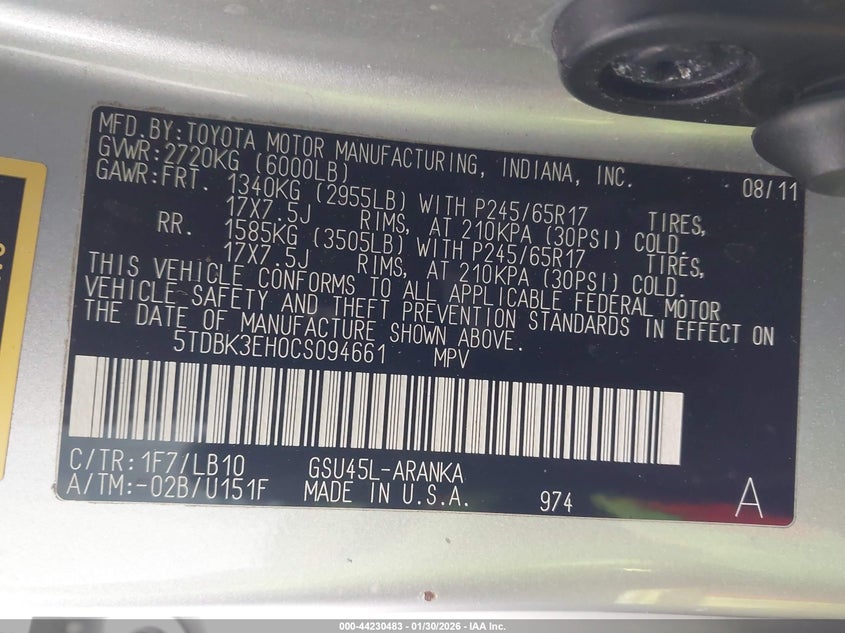 MFD.BY:TOYOTA MOTOR MANUFACTURING, INDIANA, INC. 08/11
GVWR:2720KG (6000LB)
GAWR:FRT. 1340KG (2955LB) WITH P245/65R17 TIRES,
17X7.5J RIMS, AT 210KPA (30PSI) COLD.
RR. 1585KG (3505LB) WITH P245/65R17 TIRES,
17X7.5J RIMS, AT 210KPA (30PSI) COLD.
THIS VEHICLE CONFORMS TO ALL APPLICABLE FEDERAL MOTOR
VEHICLE SAFETY AND THEFT PREVENTION STANDARDS IN EFFECT ON
THE DATE OF MANUFACTURE SHOWN ABOVE.
5TDBK3EH0CS094661 MPV
C/TR:1F7/LB10 GSU45L-ARANKA
A/TM:-02B/U151F MADE IN U.S.A. 974 A
000-44230483 - 01/30/2026 - IAA Inc.